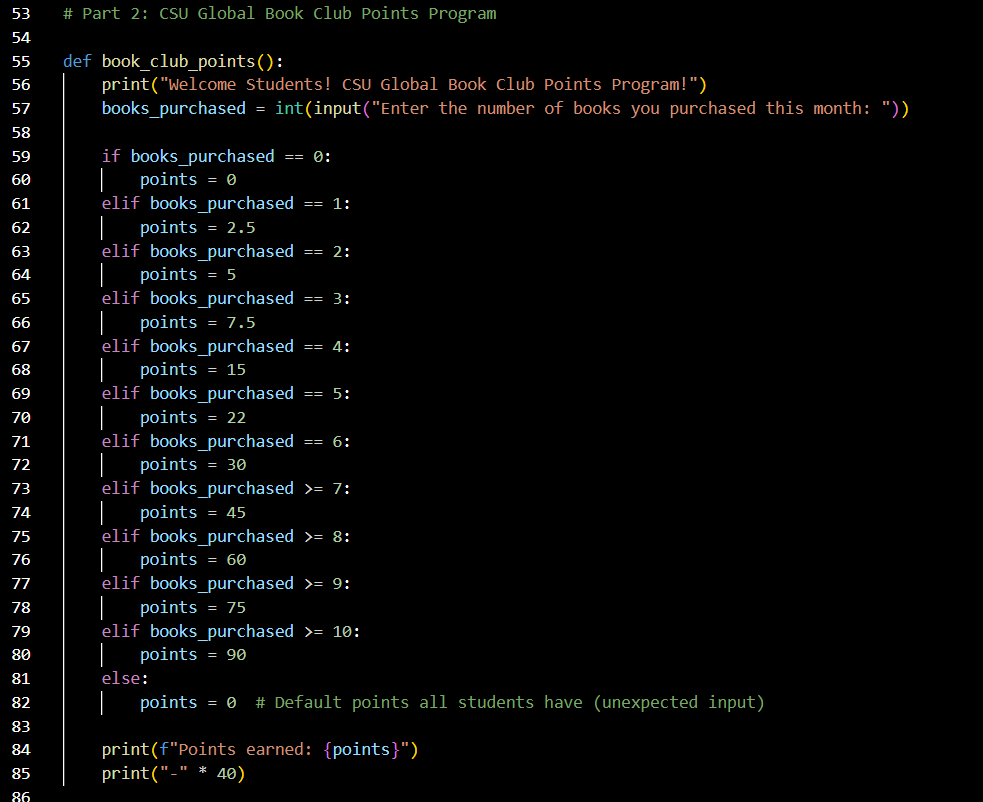 53 # Part 2: CSU Global Book Club Points Program
54
55 def book_club_points():
56     print("Welcome Students! CSU Global Book Club Points Program!")
57     books_purchased = int(input("Enter the number of books you purchased this month: "))
58
59     if books_purchased == 0:
60         points = 0
61     elif books_purchased == 1:
62         points = 2.5
63     elif books_purchased == 2:
64         points = 5
65     elif books_purchased == 3:
66         points = 7.5
67     elif books_purchased == 4:
68         points = 15
69     elif books_purchased == 5:
70         points = 22
71     elif books_purchased == 6:
72         points = 30
73     elif books_purchased >= 7:
74         points = 45
75     elif books_purchased >= 8:
76         points = 60
77     elif books_purchased >= 9:
78         points = 75
79     elif books_purchased >= 10:
80         points = 90
81     else:
82         points = 0  # Default points all students have (unexpected input)
83
84     print(f"Points earned: {points}")
85     print("-" * 40)
86